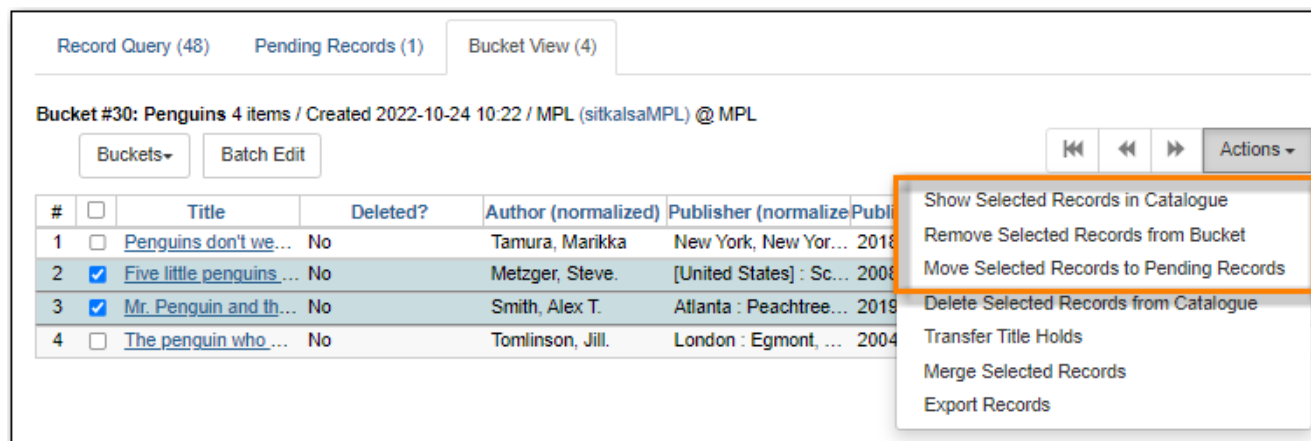 Record Query (48) Pending Records (1) Bucket View (4)
Bucket #30: Penguins 4 items / Created 2022-10-24 10:22 / MPL (sitkalsaMPL) @ MPL
Buckets Batch Edit Actions
# Title Deleted? Author (normalized) Publisher (normalize Publi
1 Penguins don't we... No Tamura, Marikka New York, New Yor... 2018
2 Five little penguins ... No Metzger, Steve. [United States] : Sc... 2008
3 Mr. Penguin and th... No Smith, Alex T. Atlanta : Peachtree... 2019
4 The penguin who ... No Tomlinson, Jill. London : Egmont, ... 2004
Show Selected Records in Catalogue
Remove Selected Records from Bucket
Move Selected Records to Pending Records
Delete Selected Records from Catalogue
Transfer Title Holds
Merge Selected Records
Export Records